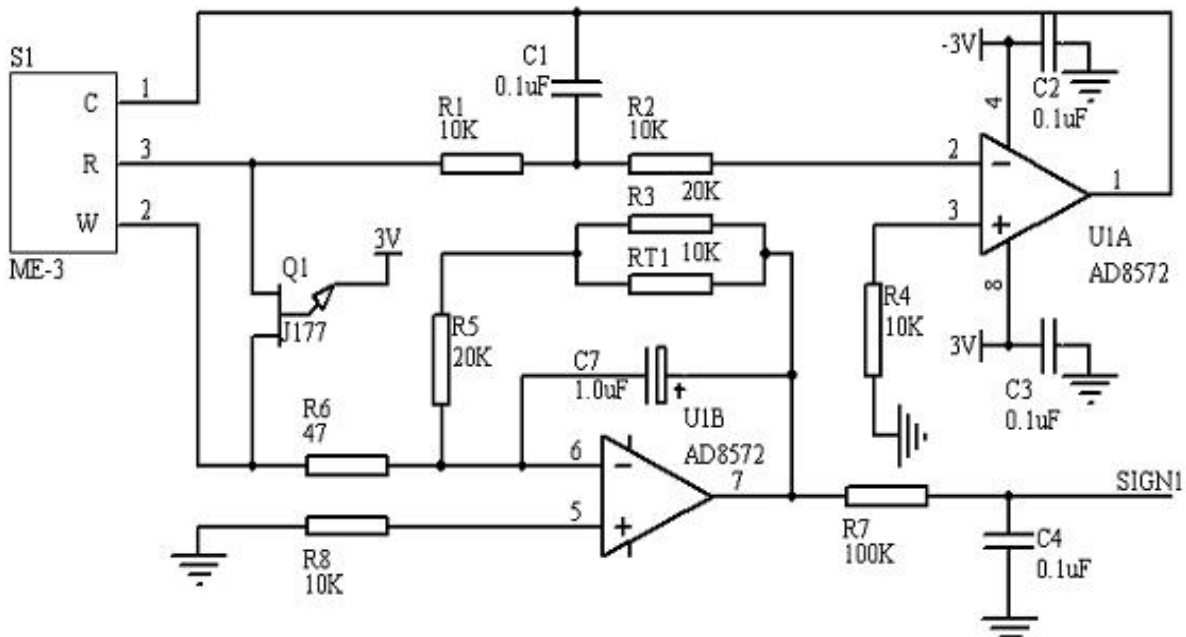 S1
C 1
R 3
W 2
ME-3
C1
0.1uF
R1
10K
R2
10K
-3V
4
C2
0.1uF
2
20K
R3
3
1
10K
RT1
U1A
AD8572
3V
Q1
J177
R5
20K
8
R4
10K
3V
C3
0.1uF
C7
1.0uF
+
U1B
AD8572
R6
47
6
7
5
R8
10K
R7
100K
SIGN1
C4
0.1uF